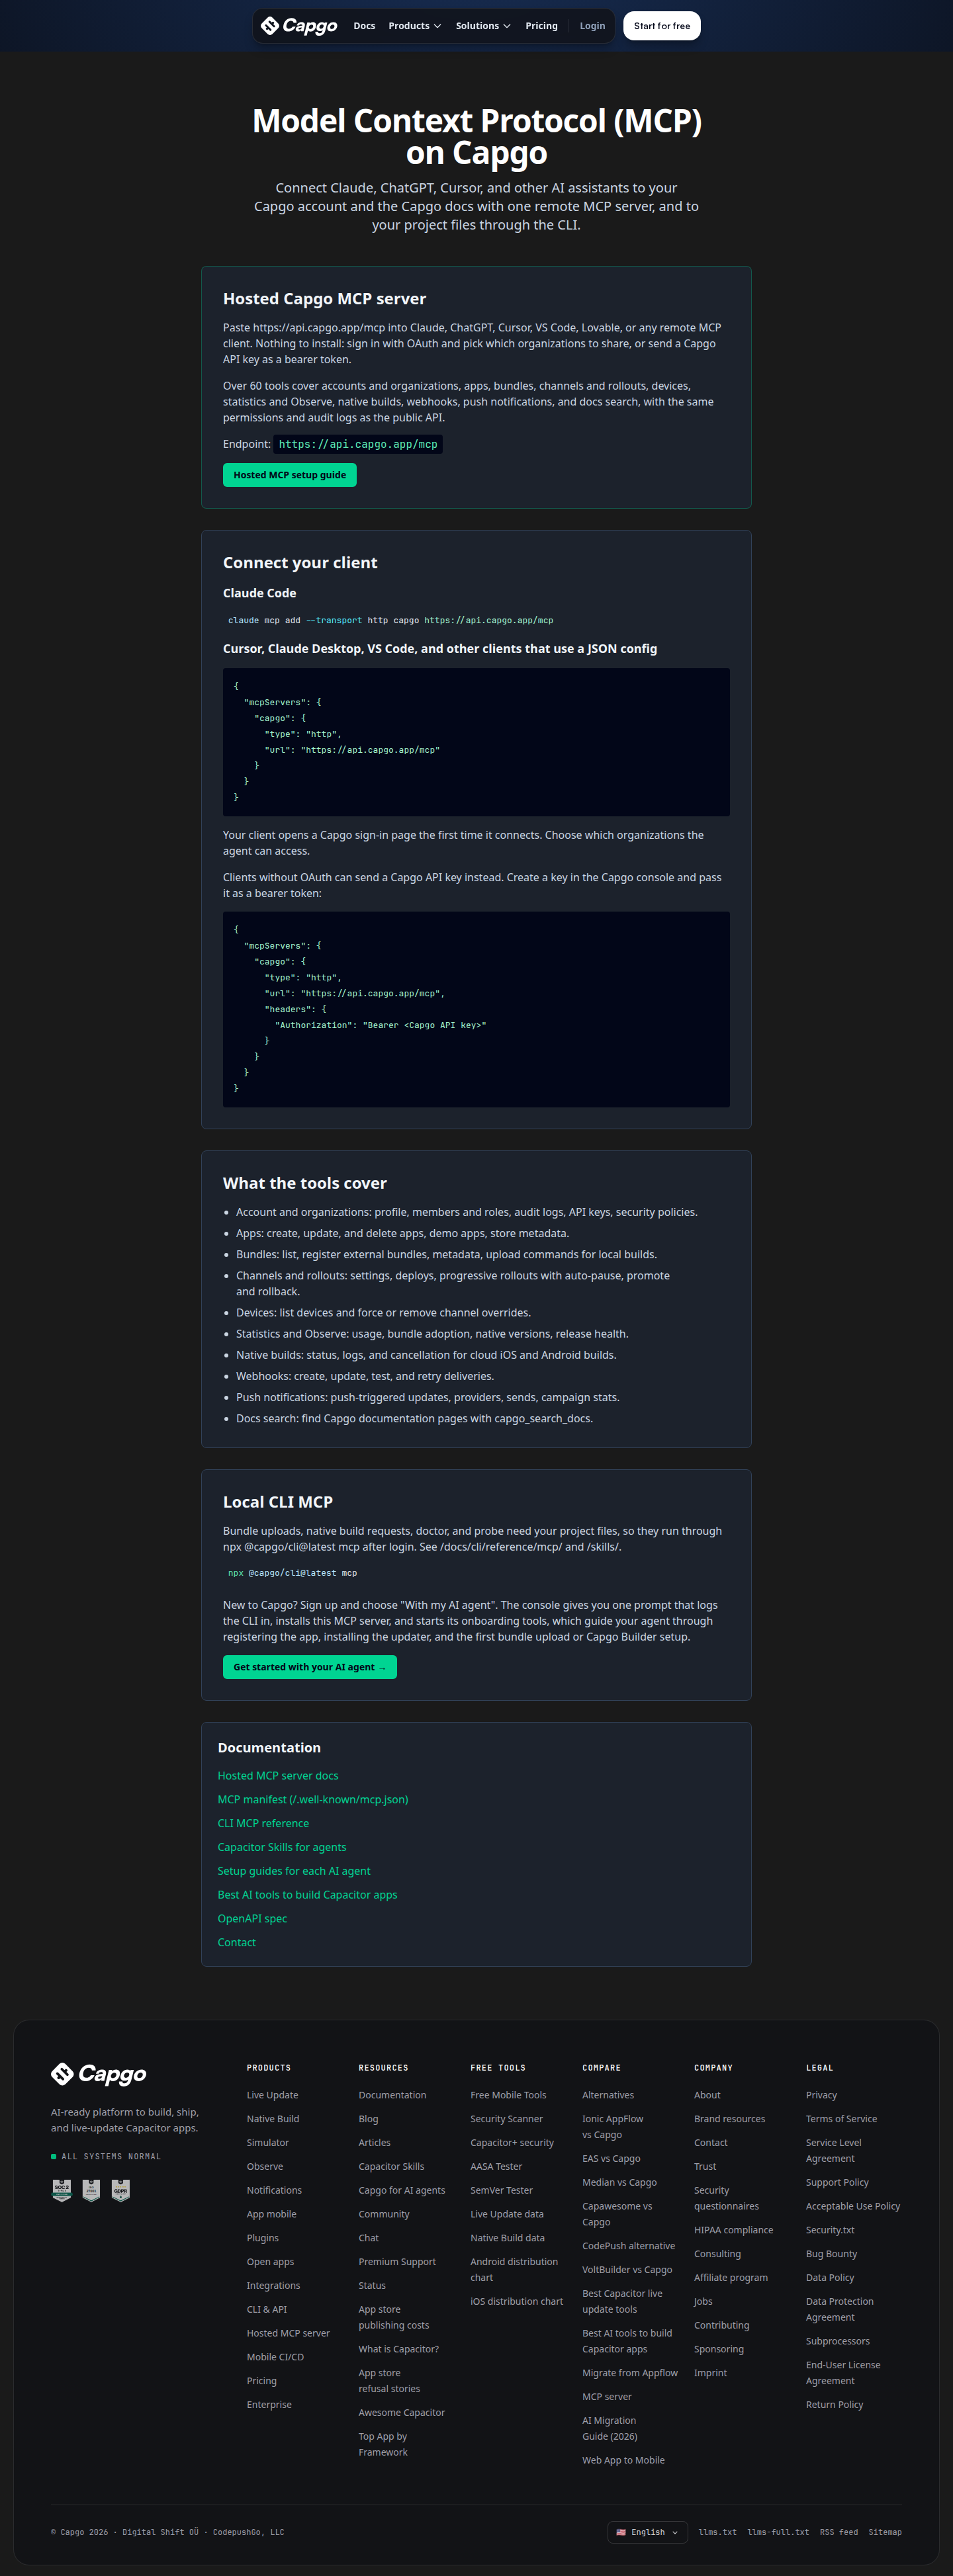 Capgo Docs Products Solutions Pricing Login Start for free
Model Context Protocol (MCP)
on Capgo
Connect Claude, ChatGPT, Cursor, and other AI assistants to your
Capgo account and the Capgo docs with one remote MCP server, and to
your project files through the CLI.
Hosted Capgo MCP server
Paste https://api.capgo.app/mcp into Claude, ChatGPT, Cursor, VS Code, Lovable, or any remote MCP
client. Nothing to install: sign in with OAuth and pick which organizations to share, or send a Capgo
API key as a bearer token.
Over 60 tools cover accounts and organizations, apps, bundles, channels and rollouts, devices,
statistics and Observe, native builds, webhooks, push notifications, and docs search, with the same
permissions and audit logs as the public API.
Endpoint: https://api.capgo.app/mcp
Hosted MCP setup guide
Connect your client
Claude Code
claude mcp add --transport http capgo https://api.capgo.app/mcp
Cursor, Claude Desktop, VS Code, and other clients that use a JSON config
{
"mcpServers": {
"capgo": {
"type": "http",
"url": "https://api.capgo.app/mcp"
}
}
}
Your client opens a Capgo sign-in page the first time it connects. Choose which organizations the
agent can access.
Clients without OAuth can send a Capgo API key instead. Create a key in the Capgo console and pass
it as a bearer token:
{
"mcpServers": {
"capgo": {
"type": "http",
"url": "https://api.capgo.app/mcp",
"headers": {
"Authorization": "Bearer <Capgo API key>"
}
}
}
}
What the tools cover
• Account and organizations: profile, members and roles, audit logs, API keys, security policies.
• Apps: create, update, and delete apps, demo apps, store metadata.
• Bundles: list, register external bundles, metadata, upload commands for local builds.
• Channels and rollouts: settings, deploys, progressive rollouts with auto-pause, promote
and rollback.
• Devices: list devices and force or remove channel overrides.
• Statistics and Observe: usage, bundle adoption, native versions, release health.
• Native builds: status, logs, and cancellation for cloud iOS and Android builds.
• Webhooks: create, update, test, and retry deliveries.
• Push notifications: push-triggered updates, providers, sends, campaign stats.
• Docs search: find Capgo documentation pages with capgo_search_docs.
Local CLI MCP
Bundle uploads, native build requests, doctor, and probe need your project files, so they run through
npx @capgo/cli@latest mcp after login. See /docs/cli/reference/mcp/ and /skills/.
npx @capgo/cli@latest mcp
New to Capgo? Sign up and choose "With my AI agent". The console gives you one prompt that logs
the CLI in, installs this MCP server, and starts its onboarding tools, which guide your agent through
registering the app, installing the updater, and the first bundle upload or Capgo Builder setup.
Get started with your AI agent →
Documentation
Hosted MCP server docs
MCP manifest (/.well-known/mcp.json)
CLI MCP reference
Capacitor Skills for agents
Setup guides for each AI agent
Best AI tools to build Capacitor apps
OpenAPI spec
Contact
Capgo
AI-ready platform to build, ship,
and live-update Capacitor apps.
ALL SYSTEMS NORMAL
PRODUCTS
Live Update
Native Build
Simulator
Observe
Notifications
App mobile
Plugins
Open apps
Integrations
CLI & API
Hosted MCP server
Mobile CI/CD
Pricing
Enterprise
RESOURCES
Documentation
Blog
Articles
Capacitor Skills
Capgo for AI agents
Community
Chat
Premium Support
Status
App store
publishing costs
What is Capacitor?
App store
refusal stories
Awesome Capacitor
Top App by
Framework
FREE TOOLS
Free Mobile Tools
Security Scanner
Capacitor+ security
AASA Tester
SemVer Tester
Live Update data
Native Build data
Android distribution
chart
iOS distribution chart
COMPARE
Alternatives
Ionic AppFlow
vs Capgo
EAS vs Capgo
Median vs Capgo
Capawesome vs
Capgo
CodePush alternative
VoltBuilder vs Capgo
Best Capacitor live
update tools
Best AI tools to build
Capacitor apps
Migrate from Appflow
MCP server
AI Migration
Guide (2026)
Web App to Mobile
COMPANY
About
Brand resources
Contact
Trust
Security
questionnaires
HIPAA compliance
Consulting
Affiliate program
Jobs
Contributing
Sponsoring
Imprint
LEGAL
Privacy
Terms of Service
Service Level
Agreement
Support Policy
Acceptable Use Policy
Security.txt
Bug Bounty
Data Policy
Data Protection
Agreement
Subprocessors
End-User License
Agreement
Return Policy
© Capgo 2026 · Digital Shift OÜ · CodepushGo, LLC
English llms.txt llms-full.txt RSS feed Sitemap